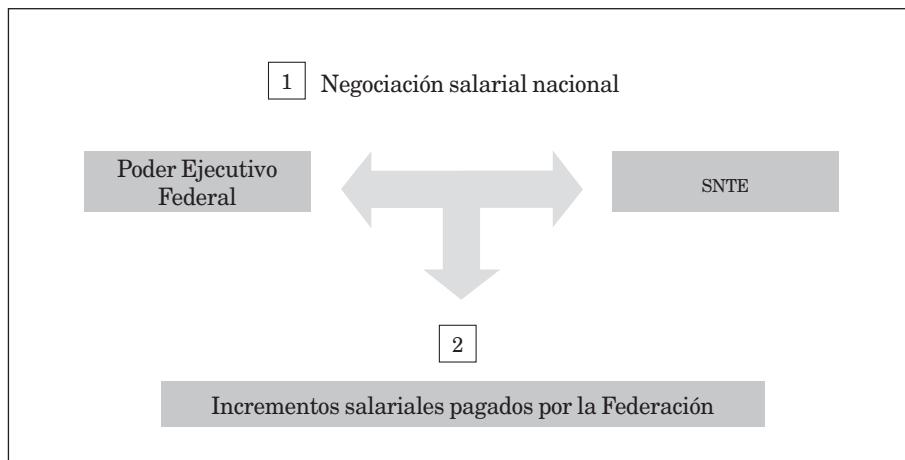 1 Negociación salarial nacional
Poder Ejecutivo
Federal
SNTE
2
Incrementos salariales pagados por la Federación